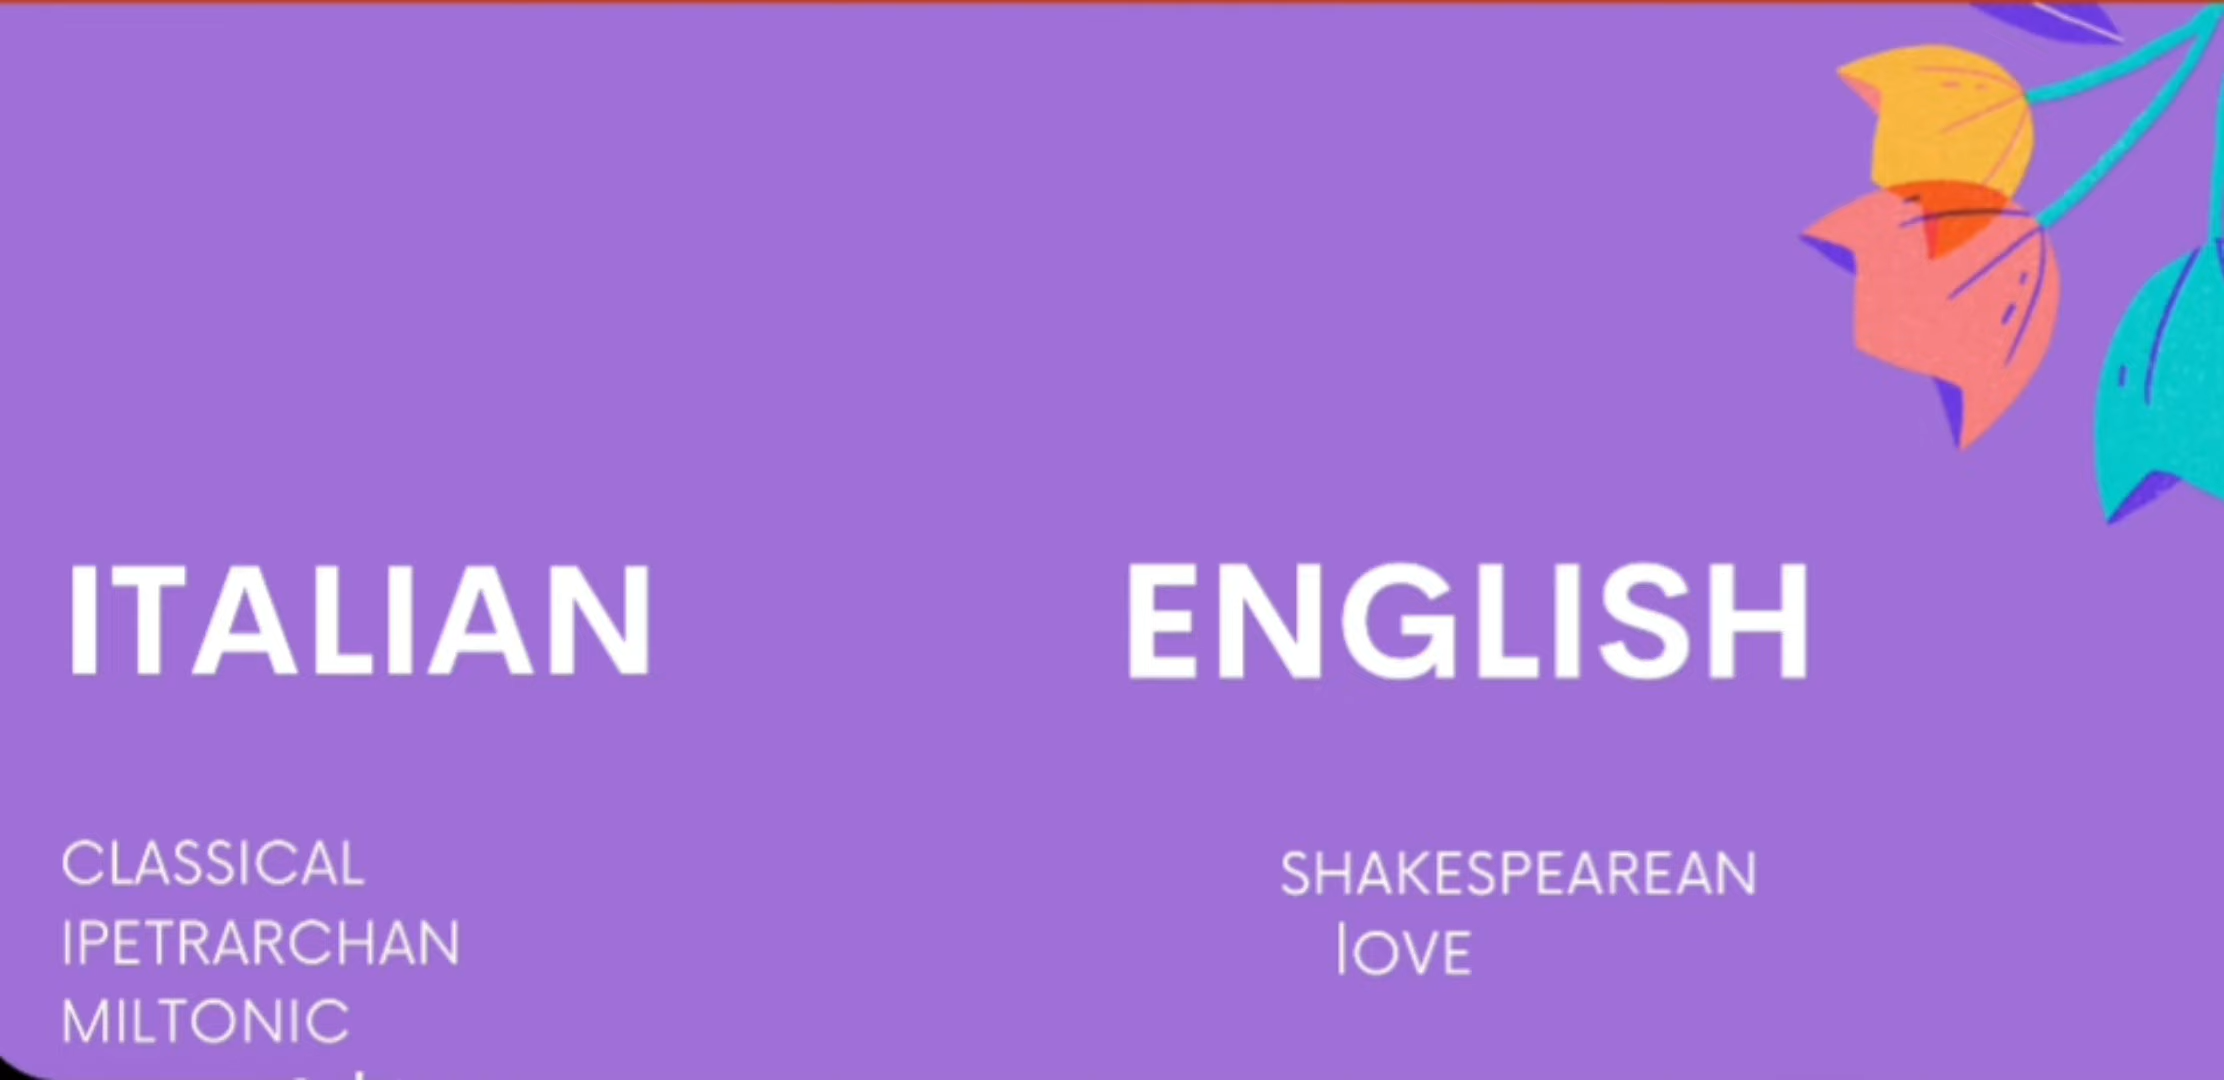 ITALIAN
ENGLISH
CLASSICAL
IPETRARCHAN
MILTONIC
SHAKESPEAREAN
lOVE